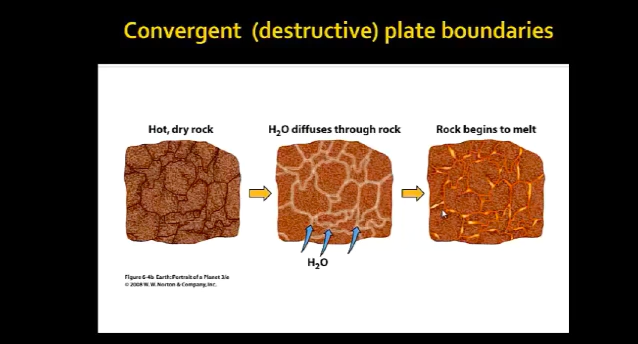 Convergent (destructive) plate boundaries
Hot, dry rock
H₂O diffuses through rock
Rock begins to melt
H₂O
Figure 6-4b Earth: Portrait of a Planet 3/e
© 2008 W. W. Norton & Company, Inc.